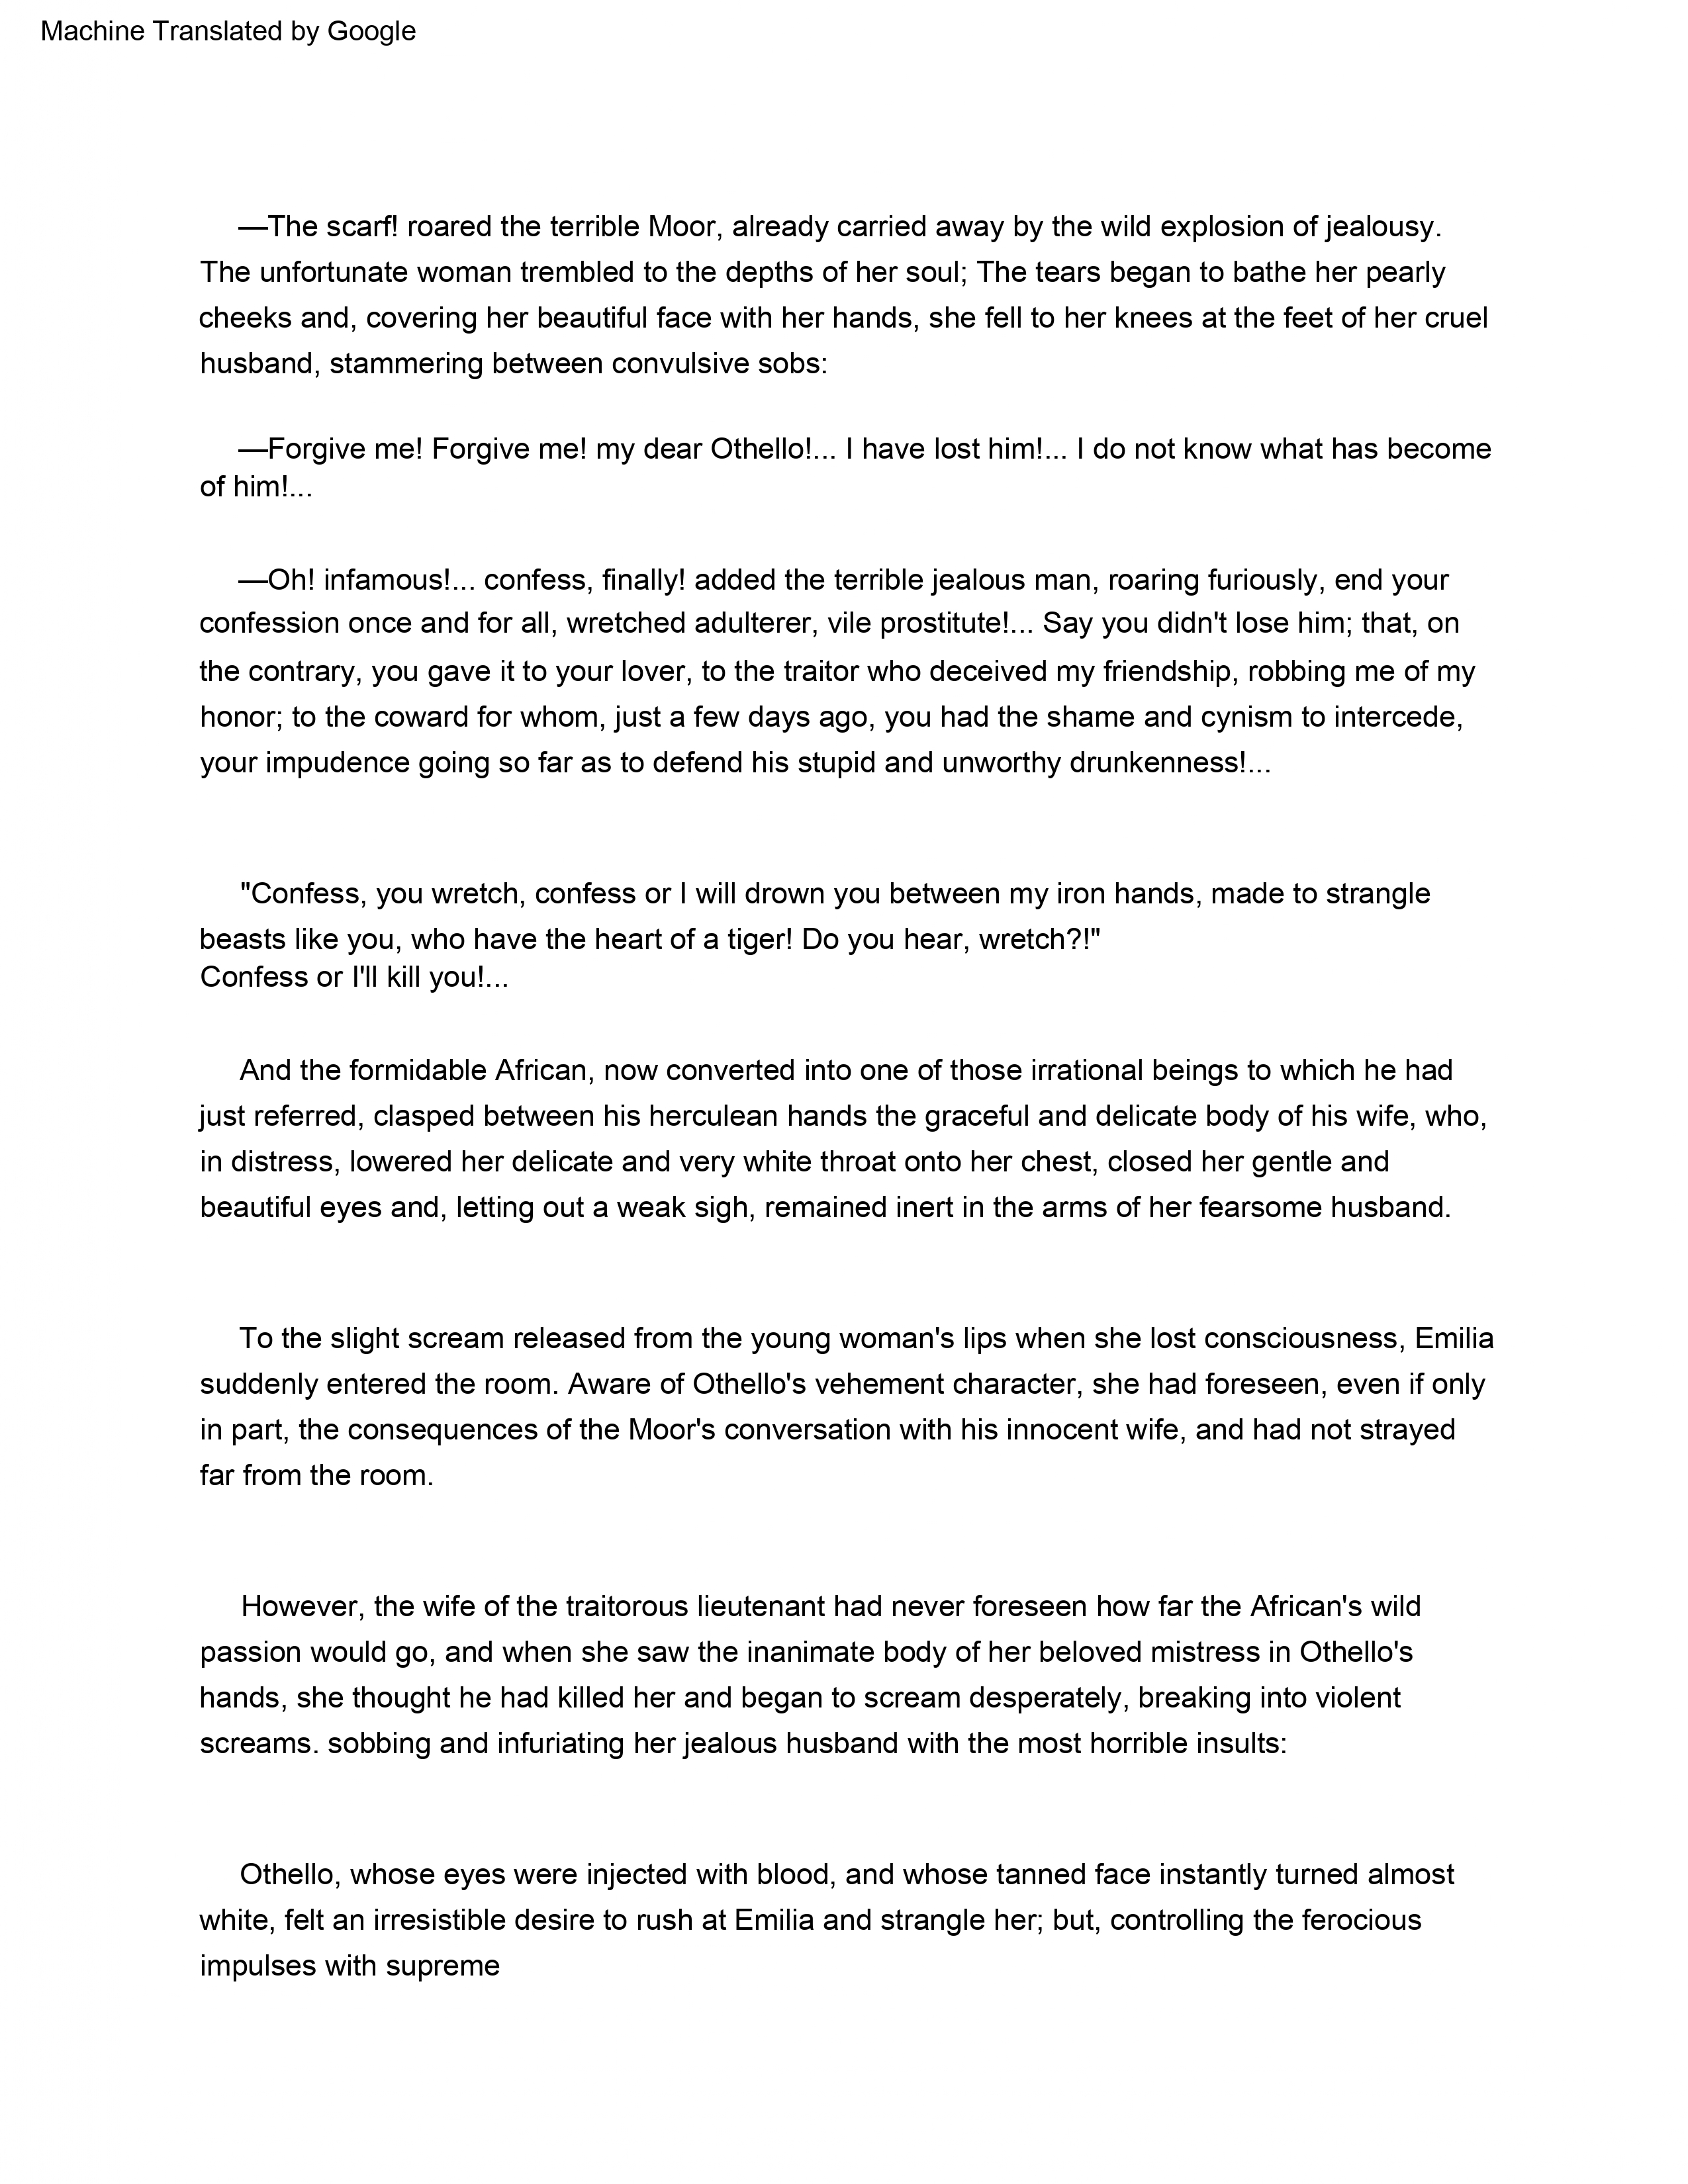 Machine Translated by Google
—The scarf! roared the terrible Moor, already carried away by the wild explosion of jealousy.
The unfortunate woman trembled to the depths of her soul; The tears began to bathe her pearly
cheeks and, covering her beautiful face with her hands, she fell to her knees at the feet of her cruel
husband, stammering between convulsive sobs:
—Forgive me! Forgive me! my dear Othello!... I have lost him!... I do not know what has become
of him!...
—Oh! infamous!... confess, finally! added the terrible jealous man, roaring furiously, end your
confession once and for all, wretched adulterer, vile prostitute!... Say you didn't lose him; that, on
the contrary, you gave it to your lover, to the traitor who deceived my friendship, robbing me of my
honor; to the coward for whom, just a few days ago, you had the shame and cynism to intercede,
your impudence going so far as to defend his stupid and unworthy drunkenness!...
"Confess, you wretch, confess or I will drown you between my iron hands, made to strangle
beasts like you, who have the heart of a tiger! Do you hear, wretch?!"
Confess or I'll kill you!...
And the formidable African, now converted into one of those irrational beings to which he had
just referred, clasped between his herculean hands the graceful and delicate body of his wife, who,
in distress, lowered her delicate and very white throat onto her chest, closed her gentle and
beautiful eyes and, letting out a weak sigh, remained inert in the arms of her fearsome husband.
To the slight scream released from the young woman's lips when she lost consciousness, Emilia
suddenly entered the room. Aware of Othello's vehement character, she had foreseen, even if only
in part, the consequences of the Moor's conversation with his innocent wife, and had not strayed
far from the room.
However, the wife of the traitorous lieutenant had never foreseen how far the African's wild
passion would go, and when she saw the inanimate body of her beloved mistress in Othello's
hands, she thought he had killed her and began to scream desperately, breaking into violent
screams. sobbing and infuriating her jealous husband with the most horrible insults:
Othello, whose eyes were injected with blood, and whose tanned face instantly turned almost
white, felt an irresistible desire to rush at Emilia and strangle her; but, controlling the ferocious
impulses with supreme